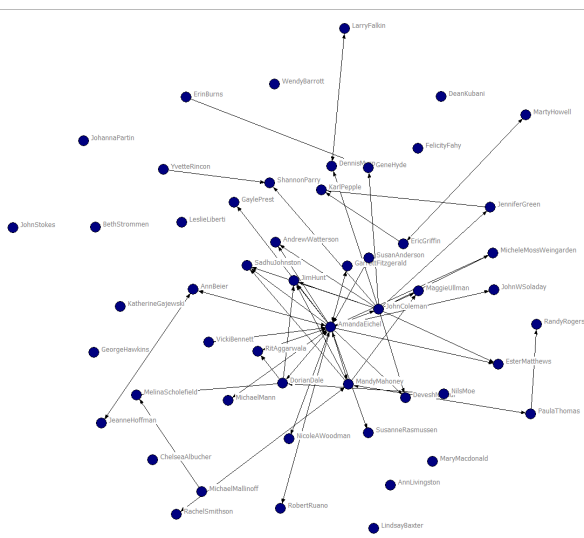 LarryFalkin
WendyBarrott
ErinBurns
DeanKubani
MartyHowell
JohannaPartin
FelicityFahy
YvetteRincon
GeneHyde
ShannonParry
KarlPepple
GaylePrest
JenniferGreen
LeslieLiberti
JohnStokes
BethStrommen
AndrewWatterson
EricGriffin
SusanAnderson
MicheleMossWeingarden
SadhuJohnston
JimHunt
AnnBeier
MaggieUllman
JohnWSoladay
KatherineGajewski
JohnColeman
AmandaEichel
RandyRogers
VickiBennett
GeorgeHawkins
RitAggarwala
EsterMatthews
DorianDale
MandyMahoney
MelinaScholefield
MichaelMann
NilsMoe
PaulaThomas
JeanneHoffman
NicoleAWoodman
SusanneRasmussen
ChelseaAlbucher
MaryMacdonald
AnnLivingston
MichaelMallinoff
RachelSmithson
RobertRuano
LindsayBaxter